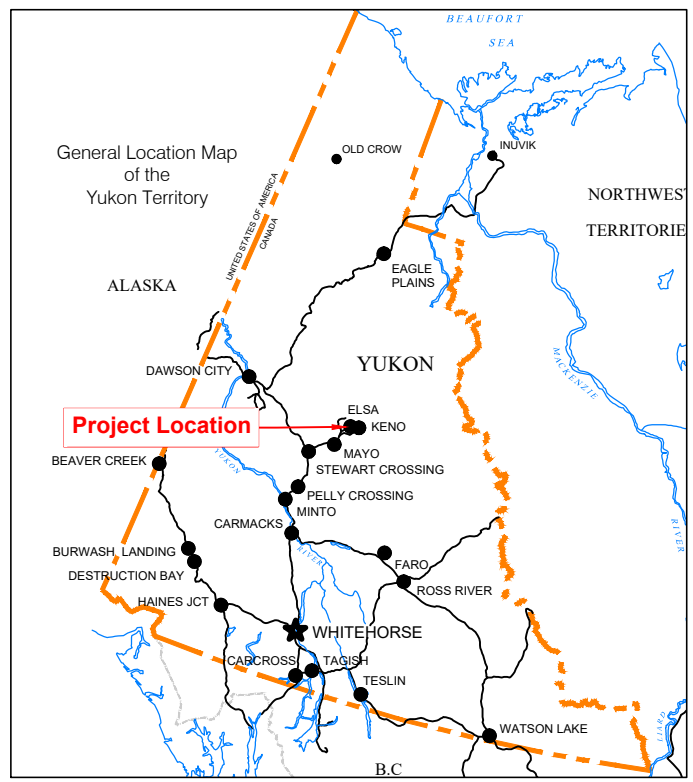 BEAUFORT
SEA
General Location Map
of the
Yukon Territory
OLD CROW
INUVIK
NORTHWEST
TERRITORIE
UNITED STATES OF AMERICA
CANADA
ALASKA
EAGLE
PLAINS
MACKENZIE
YUKON
DAWSON CITY
ELSA
Project Location
KENO
MAYO
STEWART CROSSING
BEAVER CREEK
YUKON
PELLY CROSSING
MINTO
CARMACKS
RIVER
RIVER
BURWASH LANDING
DESTRUCTION BAY
FARO
ROSS RIVER
HAINES JCT
WHITEHORSE
CARCROSS
TAGISH
TESLIN
WATSON LAKE
LIARD
B.C